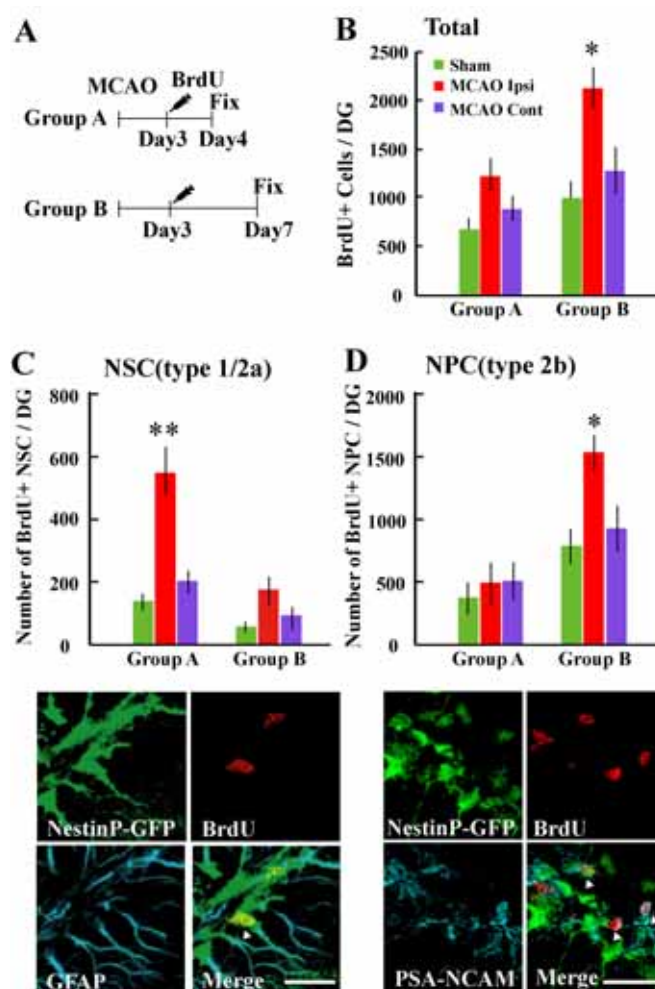 A
MCAO BrdU
Fix
Group A
Day3 Day4
Fix
Group B
Day3 Day7
B Total
2500
2000
1500
1000
500
0
BrdU+ Cells / DG
Sham
MCAO Ipsi
MCAO Cont
*
Group A Group B
C NSC(type 1/2a)
800
600
400
200
0
Number of BrdU+ NSC / DG
**
Group A Group B
D NPC(type 2b)
2000
1500
1000
500
0
Number of BrdU+ NPC / DG
*
Group A Group B
NestinP-GFP BrdU
GFAP Merge
NestinP-GFP BrdU
PSA-NCAM Merge